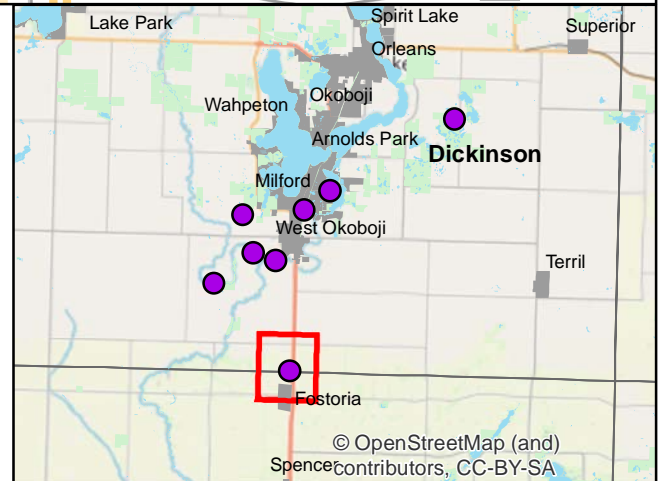 Spirit Lake
Lake Park
Superior
Orleans
ke
Okoboji
Wahpeton
Arnolds Park
Dickinson
Milford
West Okoboji
Terril
Fostoria
© OpenStreetMap (and)
Spencer contributors, CC-BY-SA